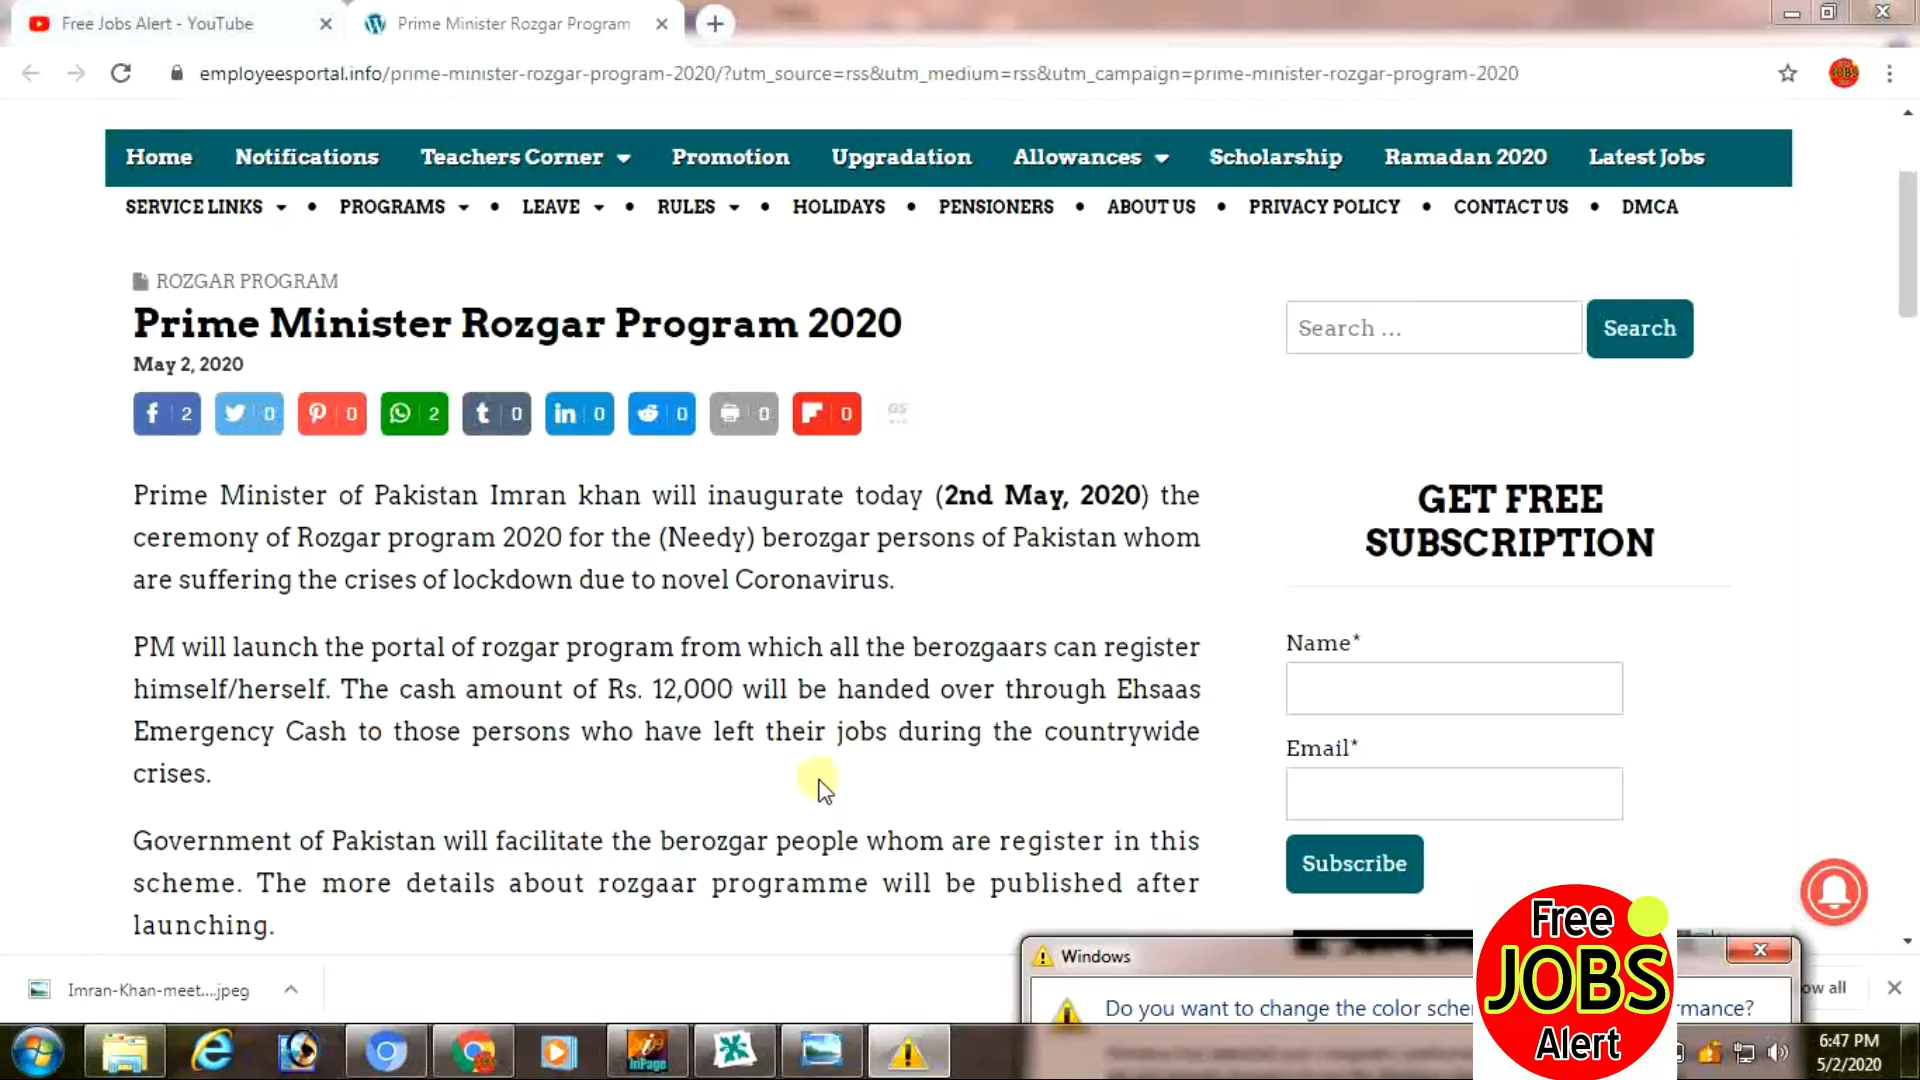 Free Jobs Alert - YouTube
Prime Minister Rozgar Program
employeesportal.info/prime-minister-rozgar-program-2020/?utm_source=rss&utm_medium=rss&utm_campaign=prime-minister-rozgar-program-2020
Home Notifications Teachers Corner Promotion Upgradation Allowances Scholarship Ramadan 2020 Latest Jobs
SERVICE LINKS • PROGRAMS • LEAVE • RULES • HOLIDAYS • PENSIONERS • ABOUT US • PRIVACY POLICY • CONTACT US • DMCA
ROZGAR PROGRAM
Prime Minister Rozgar Program 2020
May 2, 2020
2 0 0 2 0 0 0 0 0
Prime Minister of Pakistan Imran khan will inaugurate today (2nd May, 2020) the
ceremony of Rozgar program 2020 for the (Needy) berozgar persons of Pakistan whom
are suffering the crises of lockdown due to novel Coronavirus.
PM will launch the portal of rozgar program from which all the berozgaars can register
himself/herself. The cash amount of Rs. 12,000 will be handed over through Ehsaas
Emergency Cash to those persons who have left their jobs during the countrywide
crises.
Government of Pakistan will facilitate the berozgar people whom are register in this
scheme. The more details about rozgaar programme will be published after
launching.
Search ...
Search
GET FREE
SUBSCRIPTION
Name*
Email*
Subscribe
Windows
Do you want to change the color sche
rmance?
Free
JOBS
Alert
Imran-Khan-meet....jpeg
ow all
InPage
6:47 PM
5/2/2020